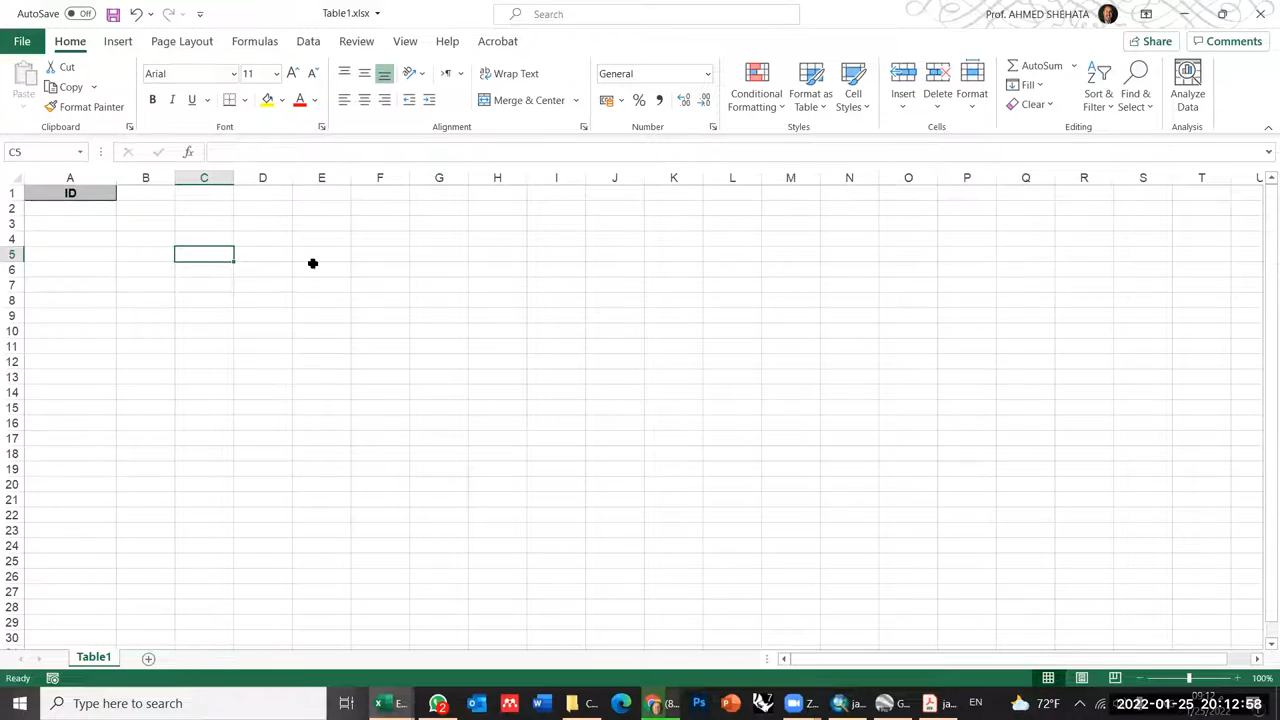 AutoSave Off Table1.xlsx Search Prof. AHMED SHEHATA
File Home Insert Page Layout Formulas Data Review View Help Acrobat Share Comments
Paste Cut Copy Format Painter
Arial 11 B I U A
Wrap Text Merge & Center
General
Conditional Formatting Format as Table Cell Styles
Insert Delete Format
AutoSum Fill Clear Sort & Filter Find & Select
Analyze Data
Clipboard Font Alignment Number Styles Cells Editing Analysis
C5 fx
A B C D E F G H I J K L M N O P Q R S T U
1 ID
2
3
4
5
6
7
8
9
10
11
12
13
14
15
16
17
18
19
20
21
22
23
24
25
26
27
28
29
30
Table1
Ready 100%
Type here to search E... 2 C... (8... Z... ja... G... ja... 72°F EN
2022-01-25 20:12:58